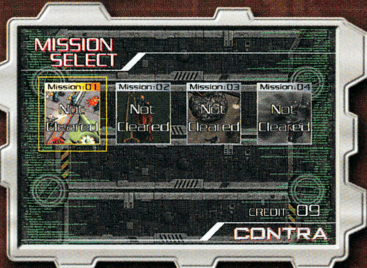 MISSION
SELECT
Mission:01 Mission:02 Mission:03 Mission:04
Not Not Not Not
Cleared Cleared Cleared Cleared
CREDIT 09
CONTRA